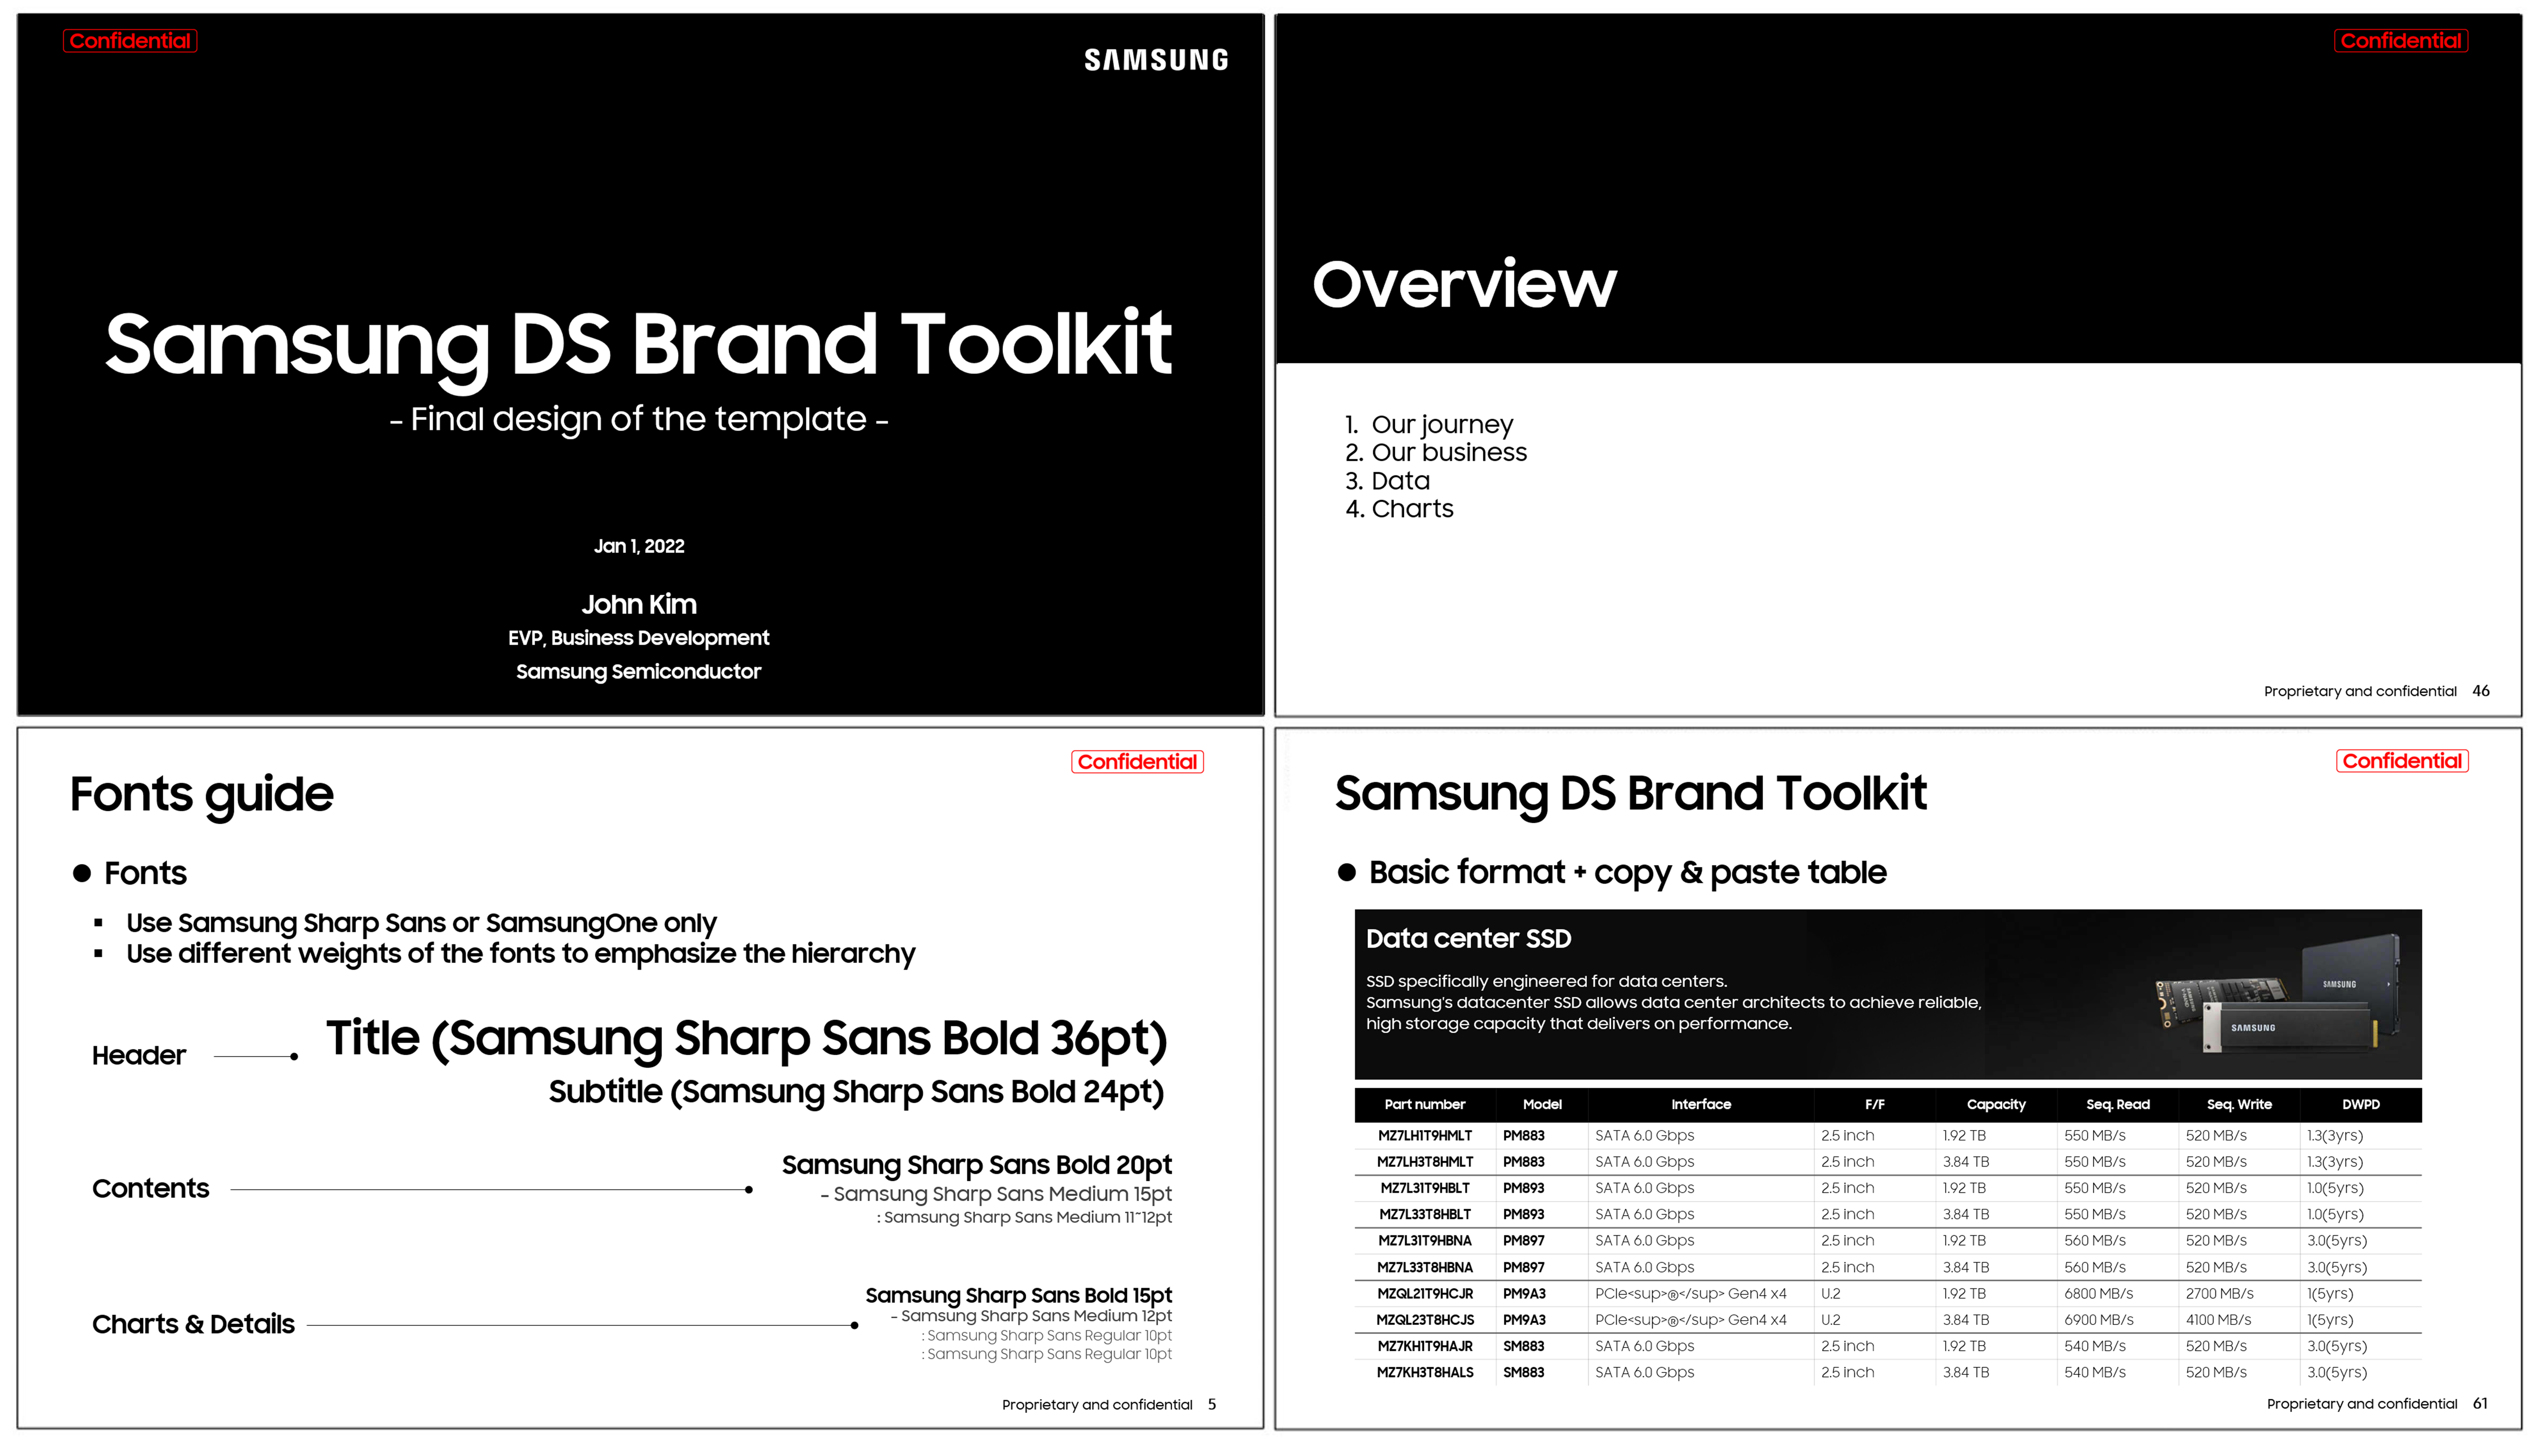 Confidential
SAMSUNG
Samsung DS Brand Toolkit
- Final design of the template -
Jan 1, 2022
John Kim
EVP, Business Development
Samsung Semiconductor
Confidential
Overview
1. Our journey
2. Our business
3. Data
4. Charts
Proprietary and confidential 46
Confidential
Fonts guide
● Fonts
▪ Use Samsung Sharp Sans or SamsungOne only
▪ Use different weights of the fonts to emphasize the hierarchy
Header
Title (Samsung Sharp Sans Bold 36pt)
Subtitle (Samsung Sharp Sans Bold 24pt)
Contents
Samsung Sharp Sans Bold 20pt
- Samsung Sharp Sans Medium 15pt
: Samsung Sharp Sans Medium 11~12pt
Charts & Details
Samsung Sharp Sans Bold 15pt
- Samsung Sharp Sans Medium 12pt
: Samsung Sharp Sans Regular 10pt
: Samsung Sharp Sans Regular 10pt
Proprietary and confidential 5
Confidential
Samsung DS Brand Toolkit
● Basic format + copy & paste table
Data center SSD
SSD specifically engineered for data centers.
Samsung's datacenter SSD allows data center architects to achieve reliable,
high storage capacity that delivers on performance.
SAMSUNG
SAMSUNG
Part number Model Interface F/F Capacity Seq. Read Seq. Write DWPD
MZ7LH1T9HMLT PM883 SATA 6.0 Gbps 2.5 inch 1.92 TB 550 MB/s 520 MB/s 1.3(3yrs)
MZ7LH3T8HMLT PM883 SATA 6.0 Gbps 2.5 inch 3.84 TB 550 MB/s 520 MB/s 1.3(3yrs)
MZ7L31T9HBLT PM893 SATA 6.0 Gbps 2.5 inch 1.92 TB 550 MB/s 520 MB/s 1.0(5yrs)
MZ7L33T8HBLT PM893 SATA 6.0 Gbps 2.5 inch 3.84 TB 550 MB/s 520 MB/s 1.0(5yrs)
MZ7L31T9HBNA PM897 SATA 6.0 Gbps 2.5 inch 1.92 TB 560 MB/s 520 MB/s 3.0(5yrs)
MZ7L33T8HBNA PM897 SATA 6.0 Gbps 2.5 inch 3.84 TB 560 MB/s 520 MB/s 3.0(5yrs)
MZQL21T9HCJR PM9A3 PCIe<sup>®</sup> Gen4 x4 U.2 1.92 TB 6800 MB/s 2700 MB/s 1(5yrs)
MZQL23T8HCJS PM9A3 PCIe<sup>®</sup> Gen4 x4 U.2 3.84 TB 6900 MB/s 4100 MB/s 1(5yrs)
MZ7KH1T9HAJR SM883 SATA 6.0 Gbps 2.5 inch 1.92 TB 540 MB/s 520 MB/s 3.0(5yrs)
MZ7KH3T8HALS SM883 SATA 6.0 Gbps 2.5 inch 3.84 TB 540 MB/s 520 MB/s 3.0(5yrs)
Proprietary and confidential 61